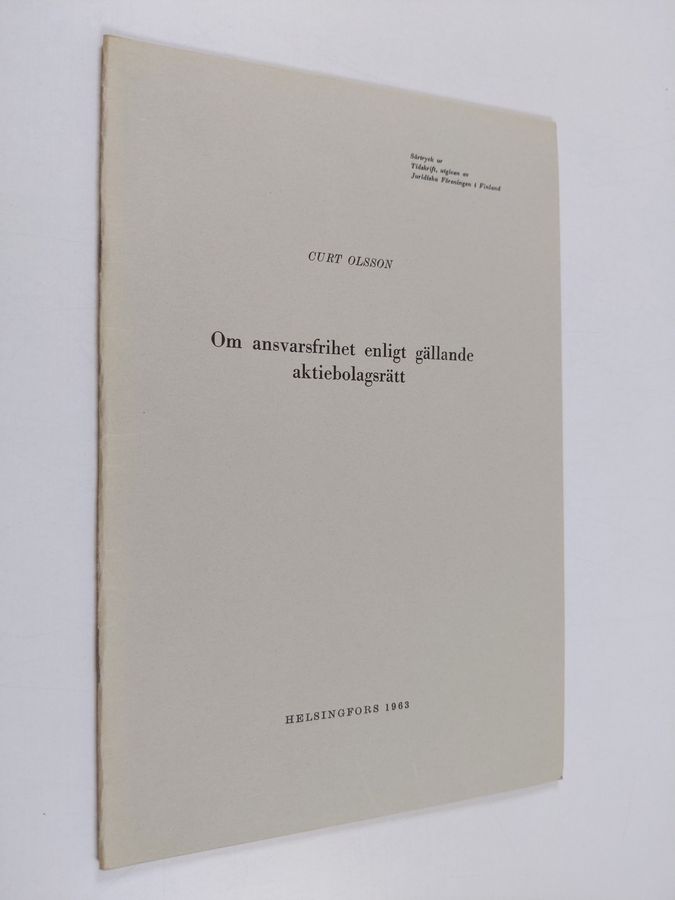 Särtryck ur
Tidskrift, utgiven av
Juridiska Föreningen i Finland
CURT OLSSON
Om ansvarsfrihet enligt gällande
aktiebolagsrätt
HELSINGFORS 1963